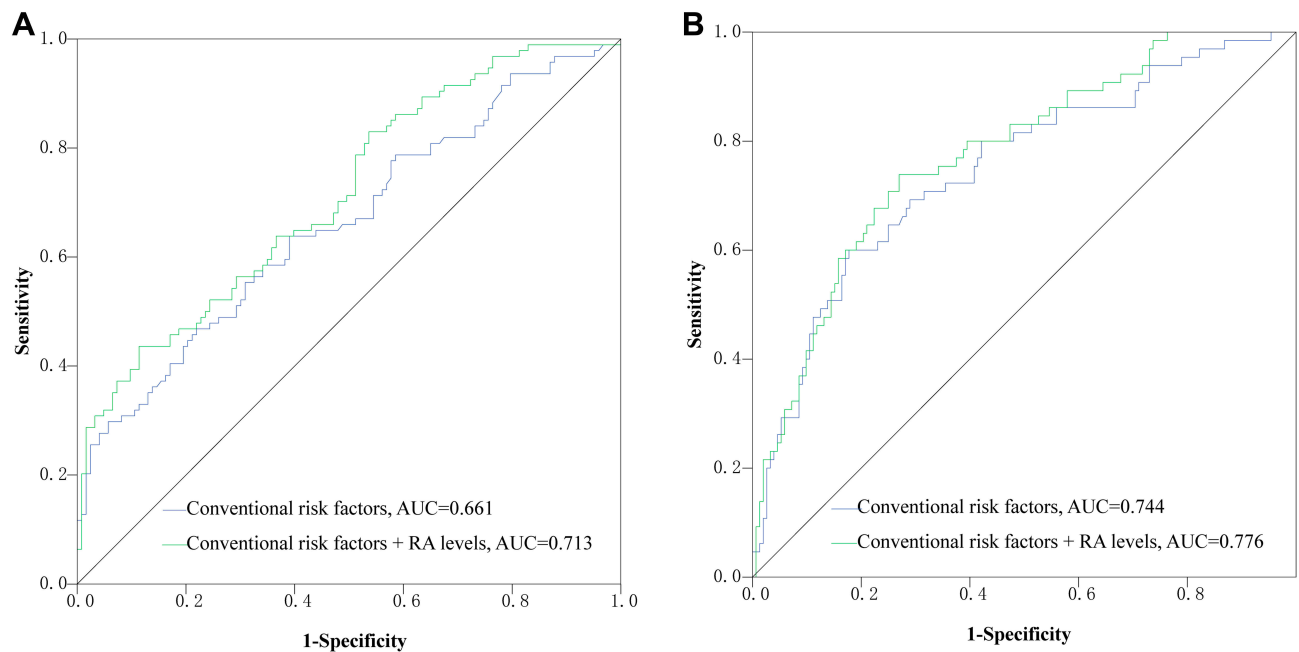 A
1.0
0.8
0.6
0.4
0.2
0.0
Sensitivity
Conventional risk factors, AUC=0.661
Conventional risk factors + RA levels, AUC=0.713
0.0 0.2 0.4 0.6 0.8 1.0
1-Specificity
B
1.0
0.8
0.6
0.4
0.2
0.0
Sensitivity
Conventional risk factors, AUC=0.744
Conventional risk factors + RA levels, AUC=0.776
0.0 0.2 0.4 0.6 0.8
1-Specificity